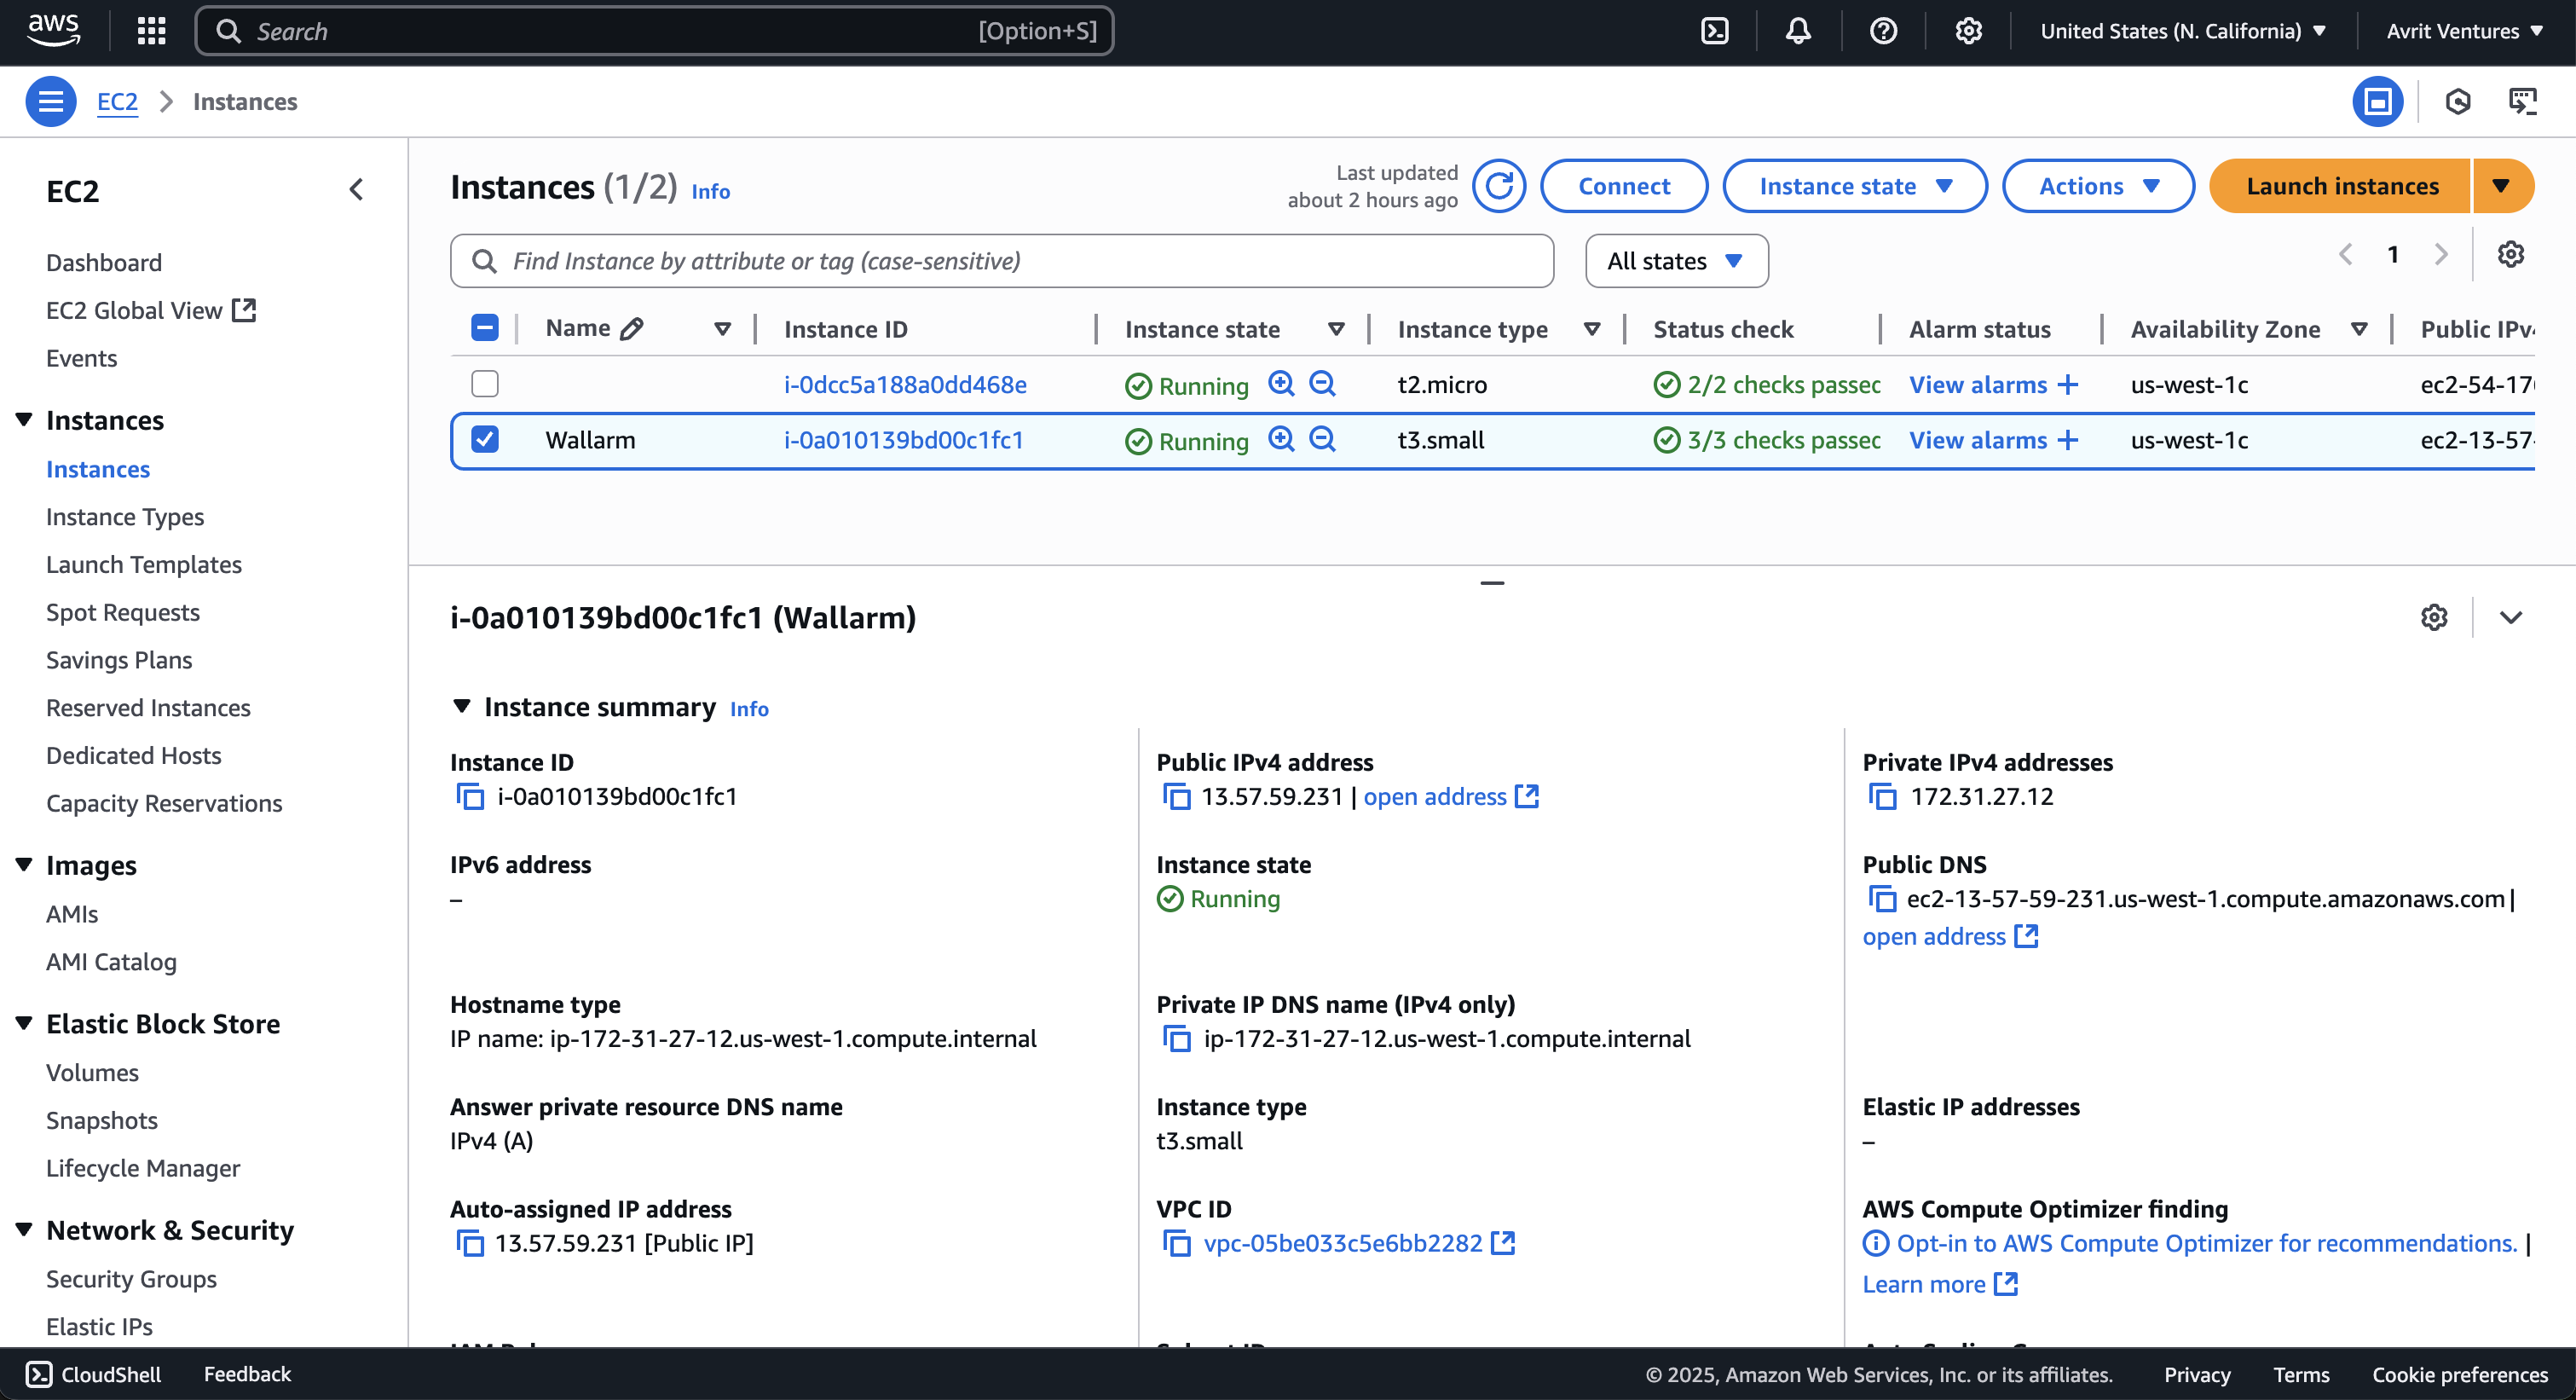 aws
Search
[Option+S]
United States (N. California)
Avrit Ventures
EC2
Instances
EC2
Dashboard
EC2 Global View
Events
Instances
Instances
Instance Types
Launch Templates
Spot Requests
Savings Plans
Reserved Instances
Dedicated Hosts
Capacity Reservations
Images
AMIs
AMI Catalog
Elastic Block Store
Volumes
Snapshots
Lifecycle Manager
Network & Security
Security Groups
Elastic IPs
Instances (1/2) Info
Last updated
about 2 hours ago
Connect
Instance state
Actions
Launch instances
Find Instance by attribute or tag (case-sensitive)
All states
1
Name Instance ID Instance state Instance type Status check Alarm status Availability Zone Public IPv4
i-0dcc5a188a0dd468e Running t2.micro 2/2 checks passed View alarms + us-west-1c ec2-54-17
Wallarm i-0a010139bd00c1fc1 Running t3.small 3/3 checks passed View alarms + us-west-1c ec2-13-57-
i-0a010139bd00c1fc1 (Wallarm)
Instance summary Info
Instance ID
i-0a010139bd00c1fc1
Public IPv4 address
13.57.59.231 | open address
Private IPv4 addresses
172.31.27.12
IPv6 address
–
Instance state
Running
Public DNS
ec2-13-57-59-231.us-west-1.compute.amazonaws.com |
open address
Hostname type
IP name: ip-172-31-27-12.us-west-1.compute.internal
Private IP DNS name (IPv4 only)
ip-172-31-27-12.us-west-1.compute.internal
Answer private resource DNS name
IPv4 (A)
Instance type
t3.small
Elastic IP addresses
–
Auto-assigned IP address
13.57.59.231 [Public IP]
VPC ID
vpc-05be033c5e6bb2282
AWS Compute Optimizer finding
Opt-in to AWS Compute Optimizer for recommendations. |
Learn more
CloudShell
Feedback
© 2025, Amazon Web Services, Inc. or its affiliates.
Privacy
Terms
Cookie preferences